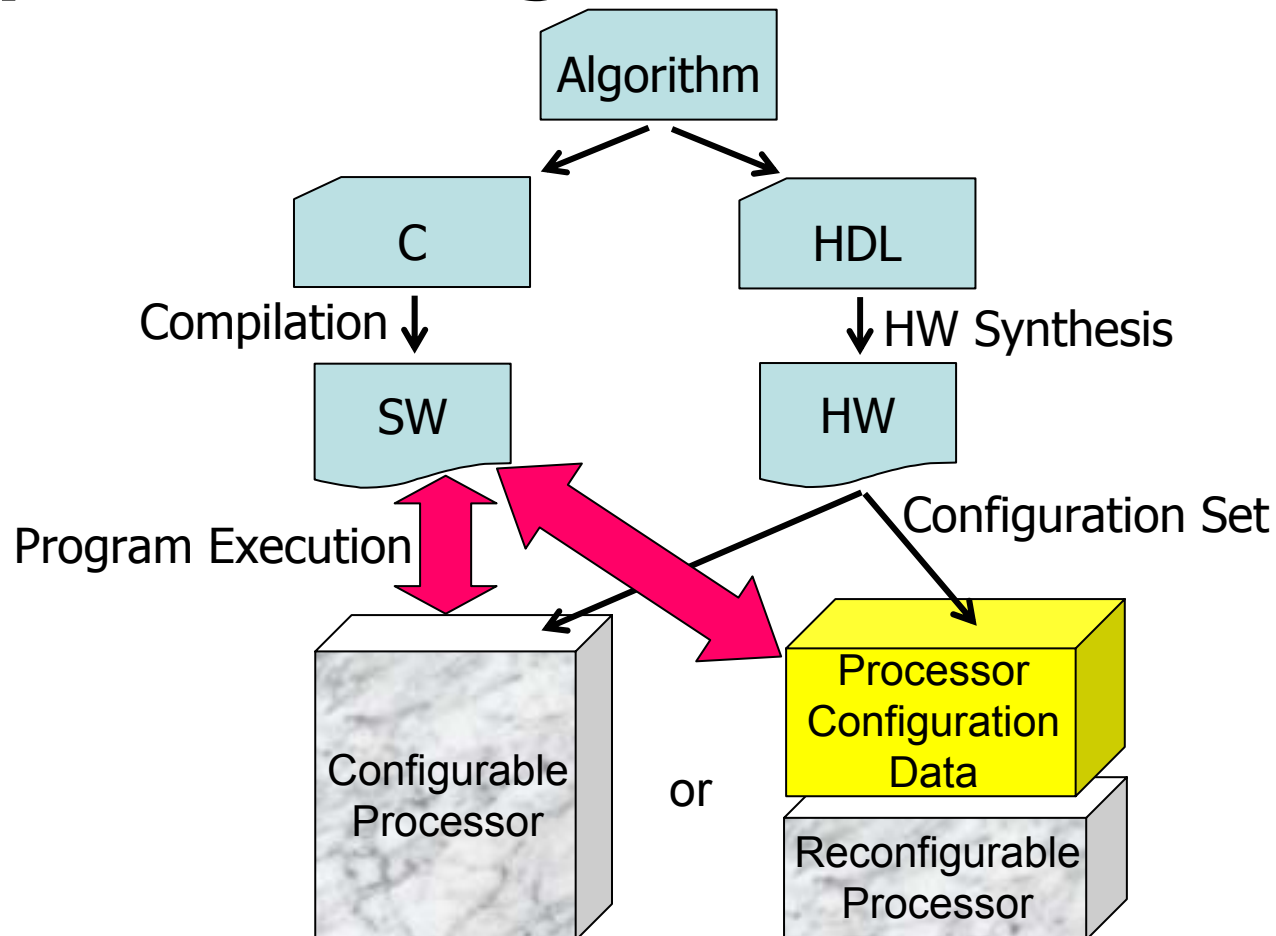 Algorithm
C
HDL
Compilation
HW Synthesis
SW
HW
Program Execution
Configuration Set
Configurable
Processor
or
Processor
Configuration
Data
Reconfigurable
Processor